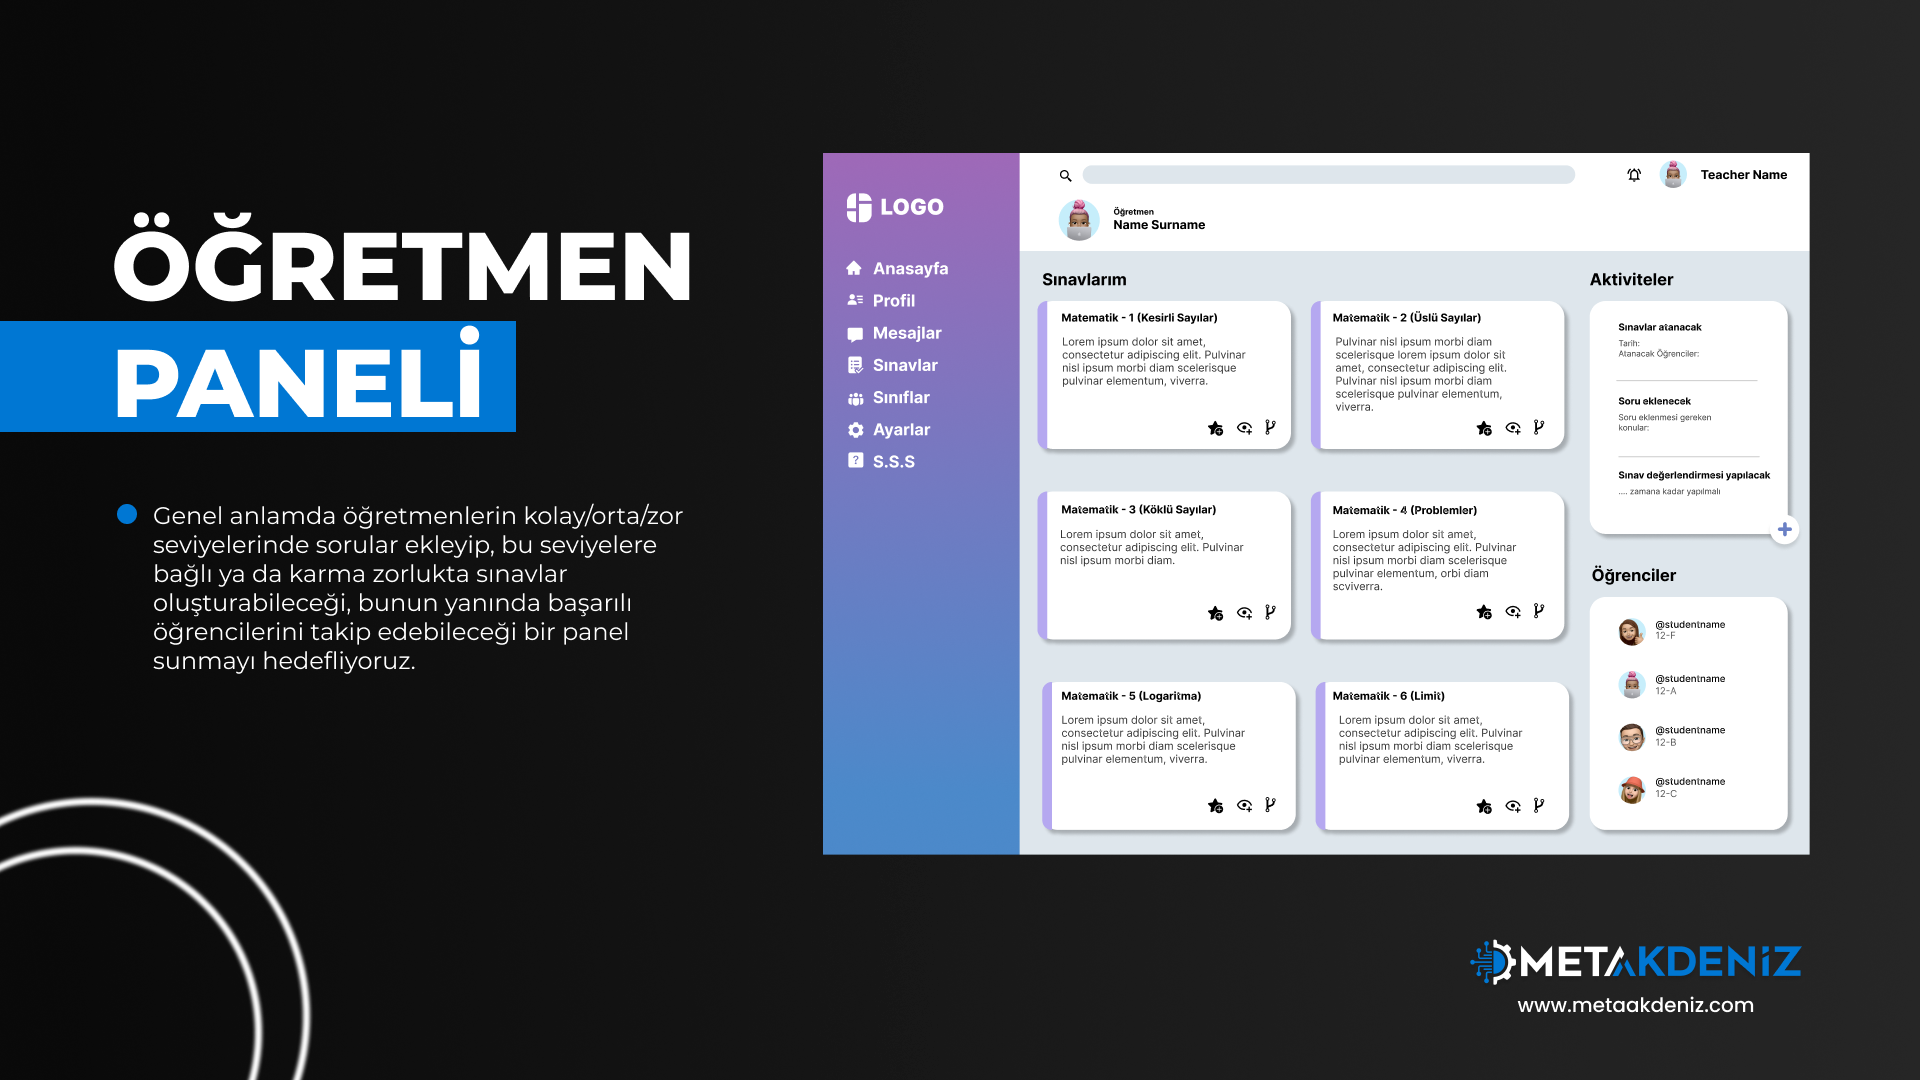 ÖĞRETMEN
PANELİ
Genel anlamda öğretmenlerin kolay/orta/zor
seviyelerinde sorular ekleyip, bu seviyelere
bağlı ya da karma zorlukta sınavlar
oluşturabileceği, bunun yanında başarılı
öğrencilerini takip edebileceği bir panel
sunmayı hedefliyoruz.
LOGO
Anasayfa
Profil
Mesajlar
Sınavlar
Sınıflar
Ayarlar
S.S.S
Teacher Name
Öğretmen
Name Surname
Sınavlarım
Matematik - 1 (Kesirli Sayılar)
Lorem ipsum dolor sit amet,
consectetur adipiscing elit. Pulvinar
nisl ipsum morbi diam scelerisque
pulvinar elementum, viverra.
Matematik - 2 (Üslü Sayılar)
Pulvinar nisl ipsum morbi diam
scelerisque lorem ipsum dolor sit
amet, consectetur adipiscing elit.
Pulvinar nisl ipsum morbi diam
scelerisque pulvinar elementum,
viverra.
Matematik - 3 (Köklü Sayılar)
Lorem ipsum dolor sit amet,
consectetur adipiscing elit. Pulvinar
nisl ipsum morbi diam.
Matematik - 4 (Problemler)
Lorem ipsum dolor sit amet,
consectetur adipiscing elit. Pulvinar
nisl ipsum morbi diam scelerisque
pulvinar elementum, orbi diam
scviverra.
Matematik - 5 (Logaritma)
Lorem ipsum dolor sit amet,
consectetur adipiscing elit. Pulvinar
nisl ipsum morbi diam scelerisque
pulvinar elementum, viverra.
Matematik - 6 (Limit)
Lorem ipsum dolor sit amet,
consectetur adipiscing elit. Pulvinar
nisl ipsum morbi diam scelerisque
pulvinar elementum, viverra.
Aktiviteler
Sınavlar atanacak
Tarih:
Atanacak Öğrenciler:
Soru eklenecek
Soru eklenmesi gereken
konular:
Sınav değerlendirmesi yapılacak
.... zamana kadar yapılmalı
Öğrenciler
@studentname
12-F
@studentname
12-A
@studentname
12-B
@studentname
12-C
METAKDENİZ
www.metaakdeniz.com